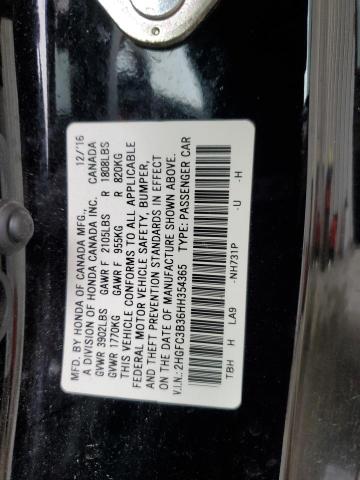 MFD. BY HONDA OF CANADA MFG., 12/'16
A DIVISION OF HONDA CANADA INC. CANADA
GVWR 3902LBS GAWR F 2105LBS R 1808LBS
GVWR 1770KG GAWR F 955KG R 820KG
THIS VEHICLE CONFORMS TO ALL APPLICABLE
FEDERAL MOTOR VEHICLE SAFETY, BUMPER,
AND THEFT PREVENTION STANDARDS IN EFFECT
ON THE DATE OF MANUFACTURE SHOWN ABOVE.
V.I.N.: 2HGFC3B36HH354365 TYPE: PASSENGER CAR
TBH H LA9 -NH731P -U -H